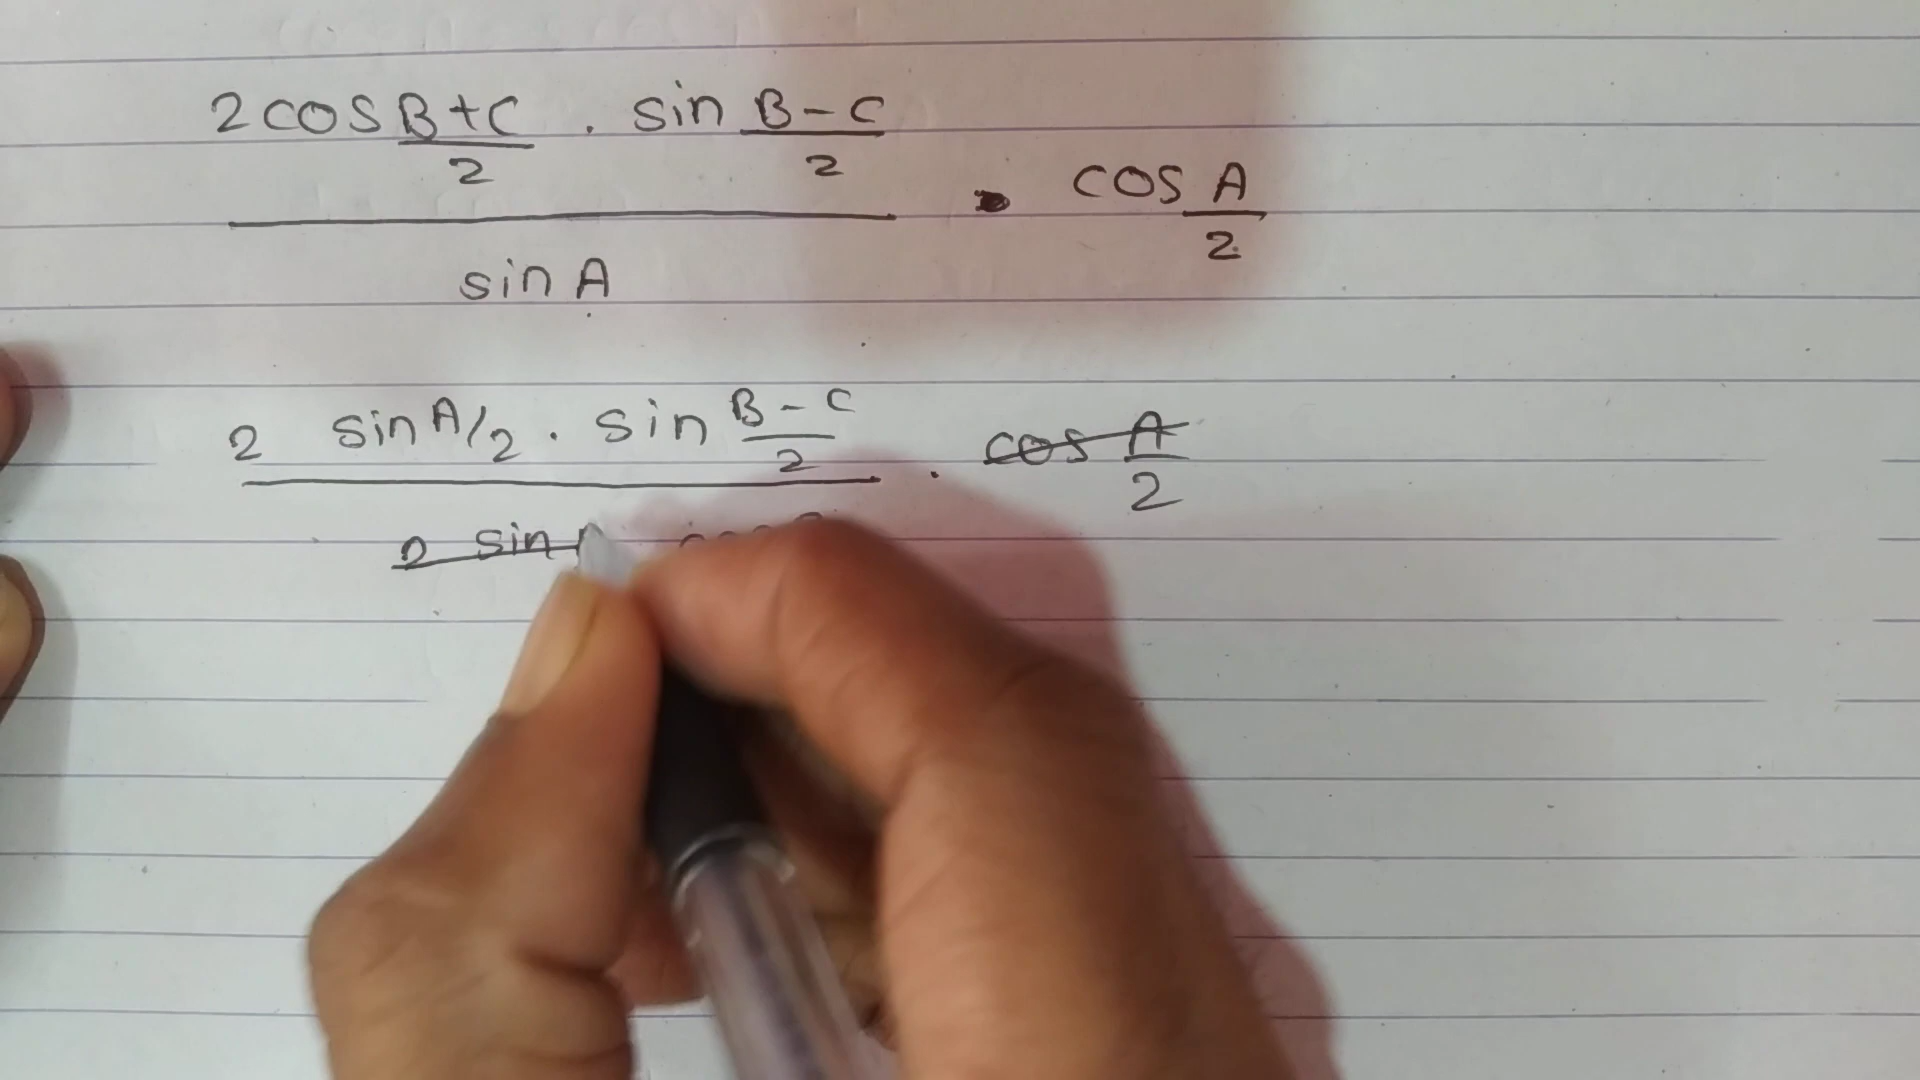 2 cos B+C/2 . sin B-C/2
sin A
. cos A/2
2 sin A/2 . sin B-C/2
. cos A/2
2 sin